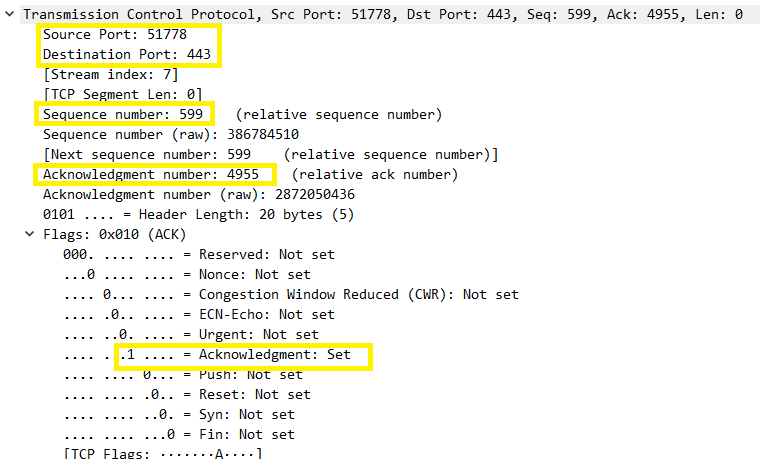 Transmission Control Protocol, Src Port: 51778, Dst Port: 443, Seq: 599, Ack: 4955, Len: 0
Source Port: 51778
Destination Port: 443
[Stream index: 7]
[TCP Segment Len: 0]
Sequence number: 599    (relative sequence number)
Sequence number (raw): 386784510
[Next sequence number: 599    (relative sequence number)]
Acknowledgment number: 4955    (relative ack number)
Acknowledgment number (raw): 2872050436
0101 .... = Header Length: 20 bytes (5)
Flags: 0x010 (ACK)
000. .... .... = Reserved: Not set
...0 .... .... = Nonce: Not set
.... 0... .... = Congestion Window Reduced (CWR): Not set
.... .0.. .... = ECN-Echo: Not set
.... ..0. .... = Urgent: Not set
.... ...1 .... = Acknowledgment: Set
.... .... 0... = Push: Not set
.... .... .0.. = Reset: Not set
.... .... ..0. = Syn: Not set
.... .... ...0 = Fin: Not set
[TCP Flags: ·······A····]